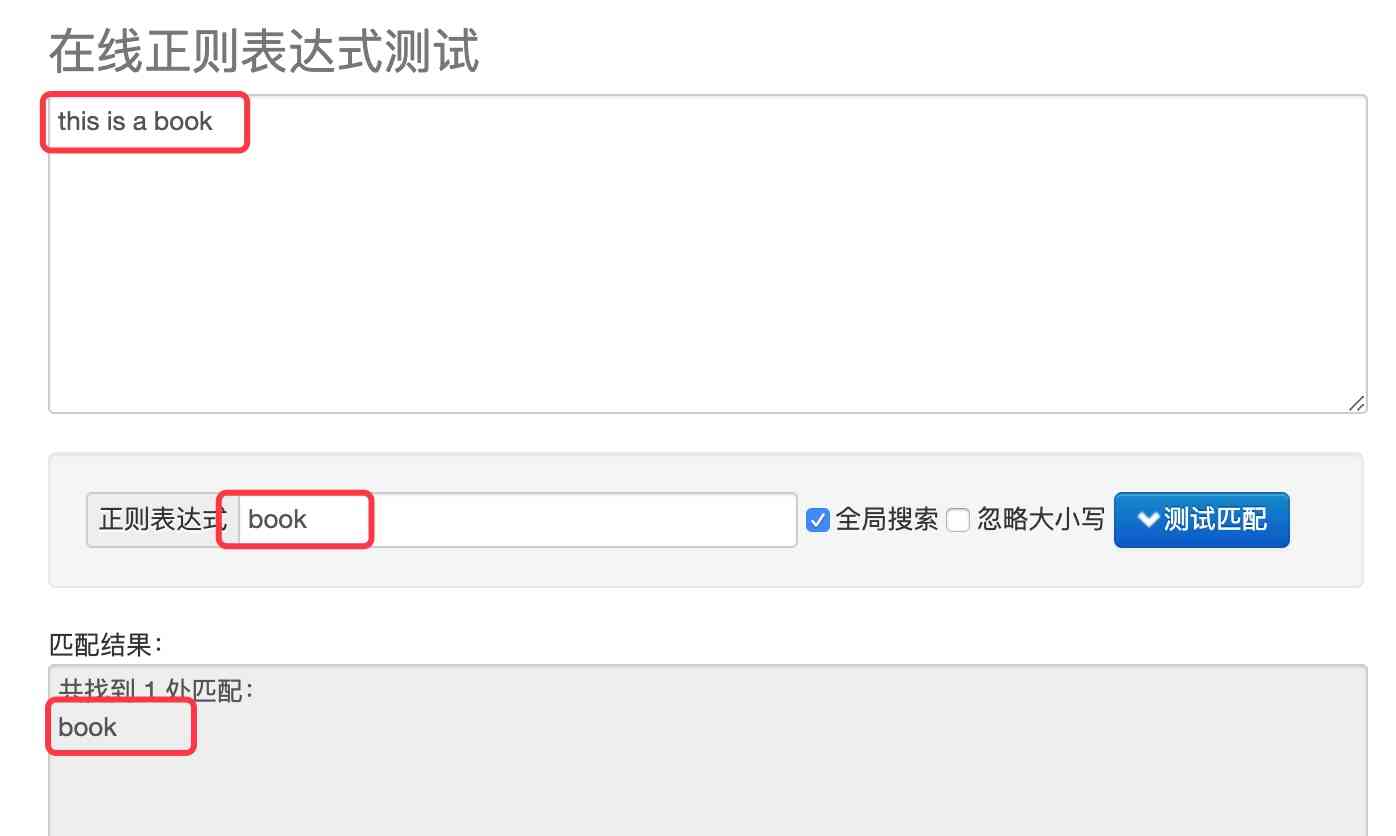 在线正则表达式测试
this is a book
正则表达式 book 全局搜索 忽略大小写 测试匹配
匹配结果：
共找到 1 处匹配：
book